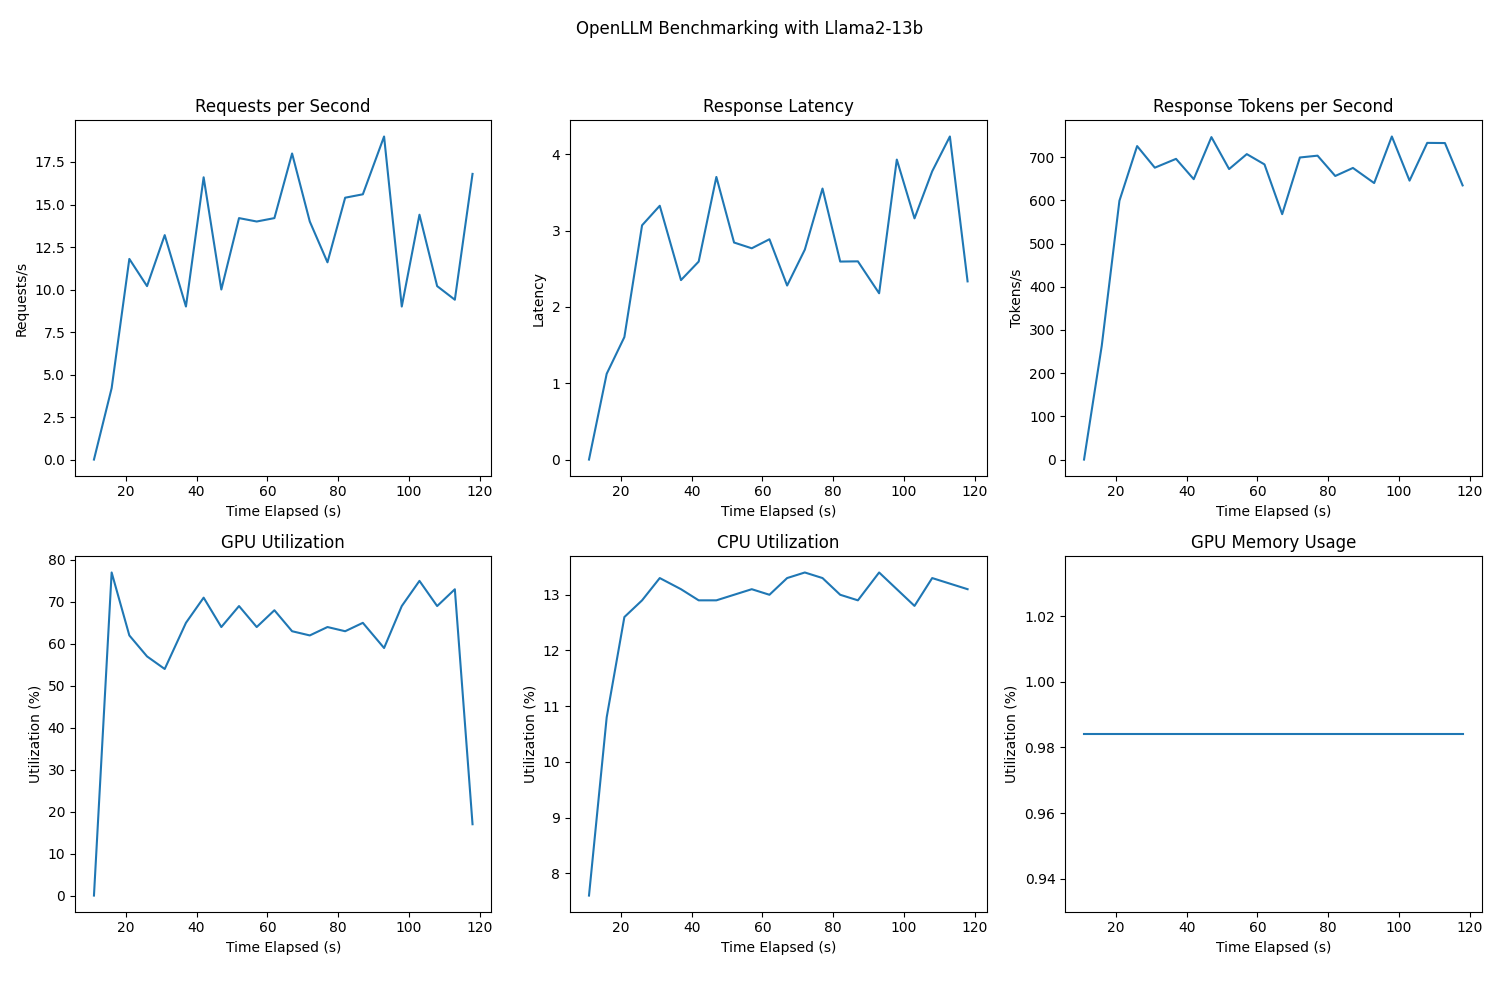 OpenLLM Benchmarking with Llama2-13b
Requests per Second
Requests/s
17.5
15.0
12.5
10.0
7.5
5.0
2.5
0.0
20 40 60 80 100 120
Time Elapsed (s)
Response Latency
Latency
4
3
2
1
0
20 40 60 80 100 120
Time Elapsed (s)
Response Tokens per Second
Tokens/s
700
600
500
400
300
200
100
0
20 40 60 80 100 120
Time Elapsed (s)
GPU Utilization
Utilization (%)
80
70
60
50
40
30
20
10
0
20 40 60 80 100 120
Time Elapsed (s)
CPU Utilization
Utilization (%)
13
12
11
10
9
8
20 40 60 80 100 120
Time Elapsed (s)
GPU Memory Usage
Utilization (%)
1.02
1.00
0.98
0.96
0.94
20 40 60 80 100 120
Time Elapsed (s)